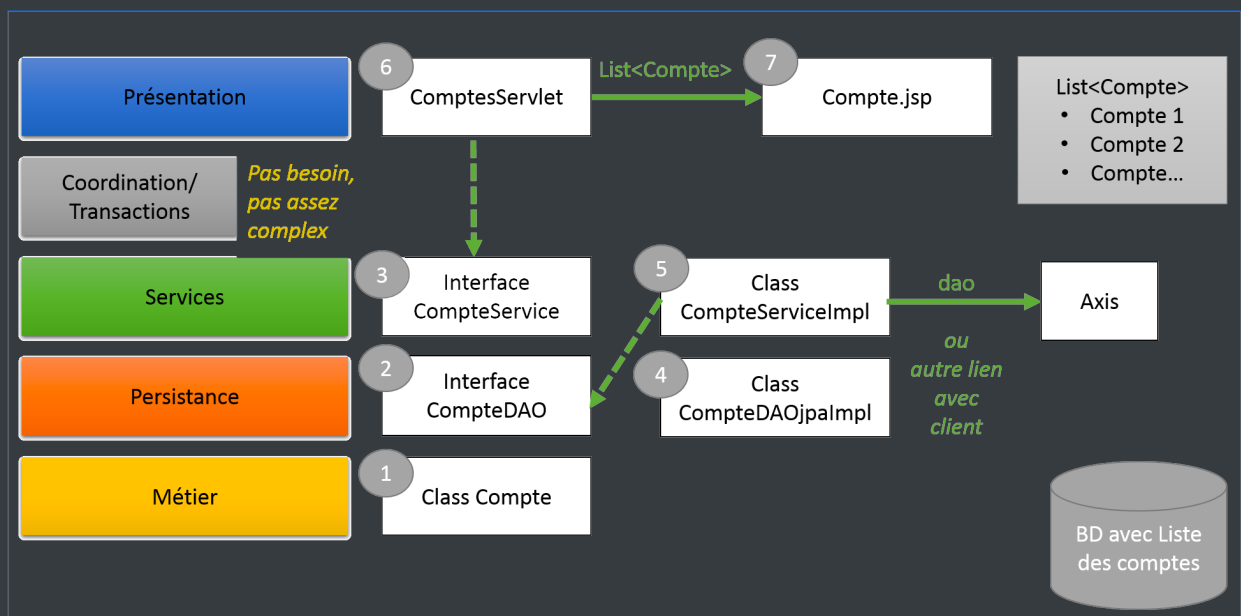 6
List<Compte>
7
Présentation
ComptesServlet
Compte.jsp
List<Compte>
• Compte 1
• Compte 2
• Compte...
Coordination/
Transactions
Pas besoin,
pas assez
complex
3
5
Services
Interface
CompteService
Class
CompteServiceImpl
dao
Axis
ou
autre lien
avec
client
2
4
Persistance
Interface
CompteDAO
Class
CompteDAOjpaImpl
1
Métier
Class Compte
BD avec Liste
des comptes